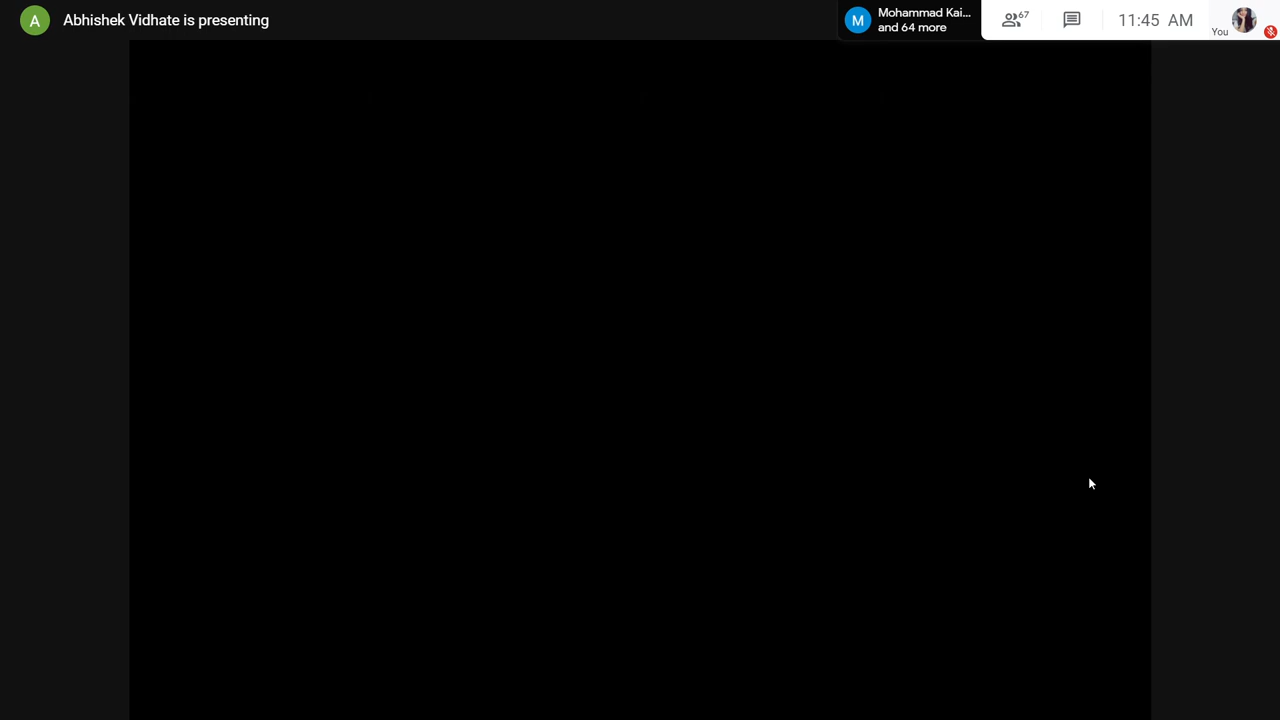 A
Abhishek Vidhate is presenting
M
Mohammad Kai...
and 64 more
67
11:45 AM
You